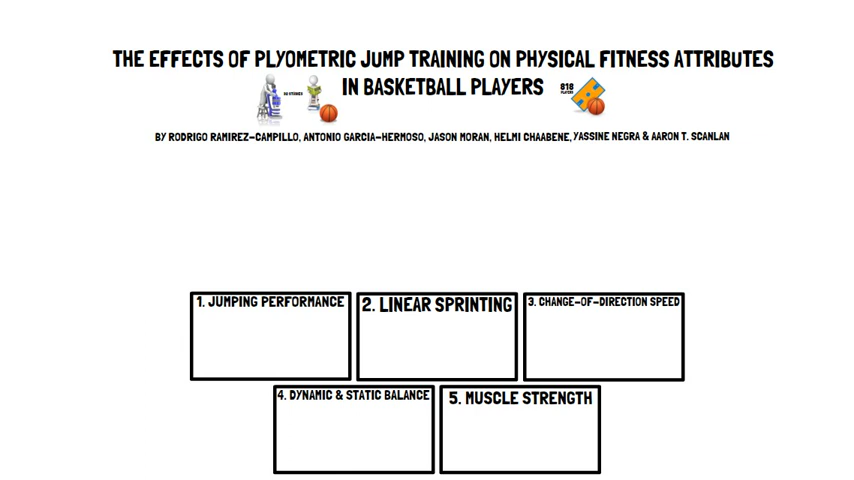 THE EFFECTS OF PLYOMETRIC JUMP TRAINING ON PHYSICAL FITNESS ATTRIBUTES
IN BASKETBALL PLAYERS
818
PLAYERS
BY RODRIGO RAMIREZ-CAMPILLO, ANTONIO GARCIA-HERMOSO, JASON MORAN, HELMI CHAABENE, YASSINE NEGRA & AARON T. SCANLAN
1. JUMPING PERFORMANCE
2. LINEAR SPRINTING
3. CHANGE-OF-DIRECTION SPEED
4. DYNAMIC & STATIC BALANCE
5. MUSCLE STRENGTH